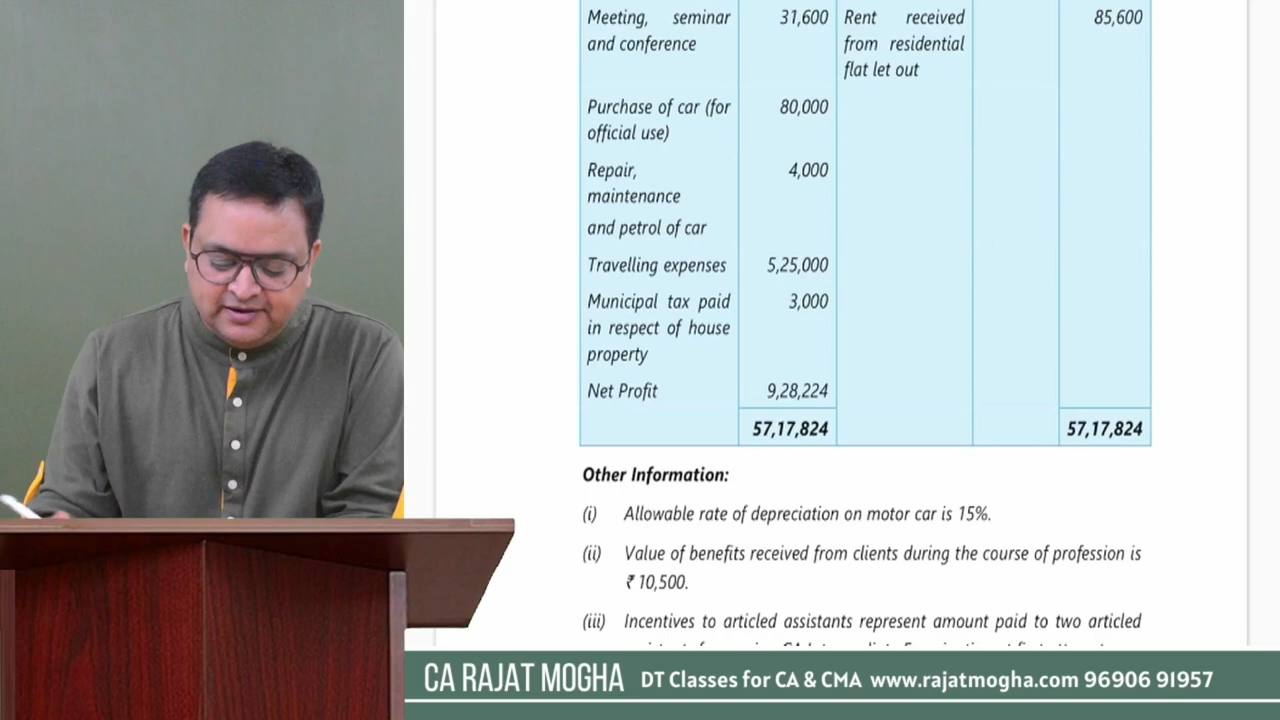 Meeting, seminar 31,600 Rent received 85,600
and conference from residential
flat let out
Purchase of car (for 80,000
official use)
Repair, 4,000
maintenance
and petrol of car
Travelling expenses 5,25,000
Municipal tax paid 3,000
in respect of house
property
Net Profit 9,28,224
57,17,824 57,17,824
Other Information:
(i) Allowable rate of depreciation on motor car is 15%.
(ii) Value of benefits received from clients during the course of profession is
₹ 10,500.
(iii) Incentives to articled assistants represent amount paid to two articled
CA RAJAT MOGHA DT Classes for CA & CMA www.rajatmogha.com 96906 91957